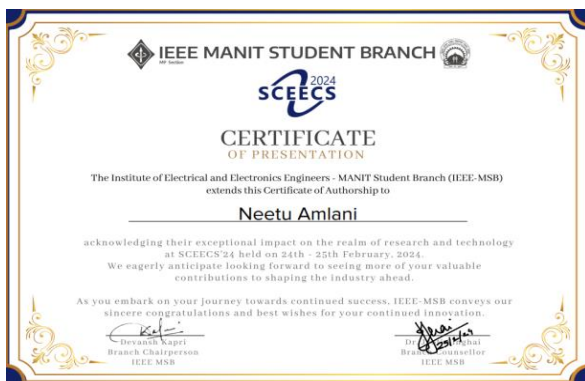 IEEE MANIT STUDENT BRANCH
MP Section
2024
SCEECS
CERTIFICATE
OF PRESENTATION
The Institute of Electrical and Electronics Engineers - MANIT Student Branch (IEEE-MSB)
extends this Certificate of Authorship to
Neetu Amlani
acknowledging their exceptional impact on the realm of research and technology
at SCEECS'24 held on 24th - 25th February, 2024.
We eagerly anticipate looking forward to seeing more of your valuable
contributions to shaping the industry ahead.
As you embark on your journey towards continued success, IEEE-MSB conveys our
sincere congratulations and best wishes for your continued innovation.
Devansh Kapri
Branch Chairperson
IEEE MSB
Dr.
Branch Counsellor
IEEE MSB